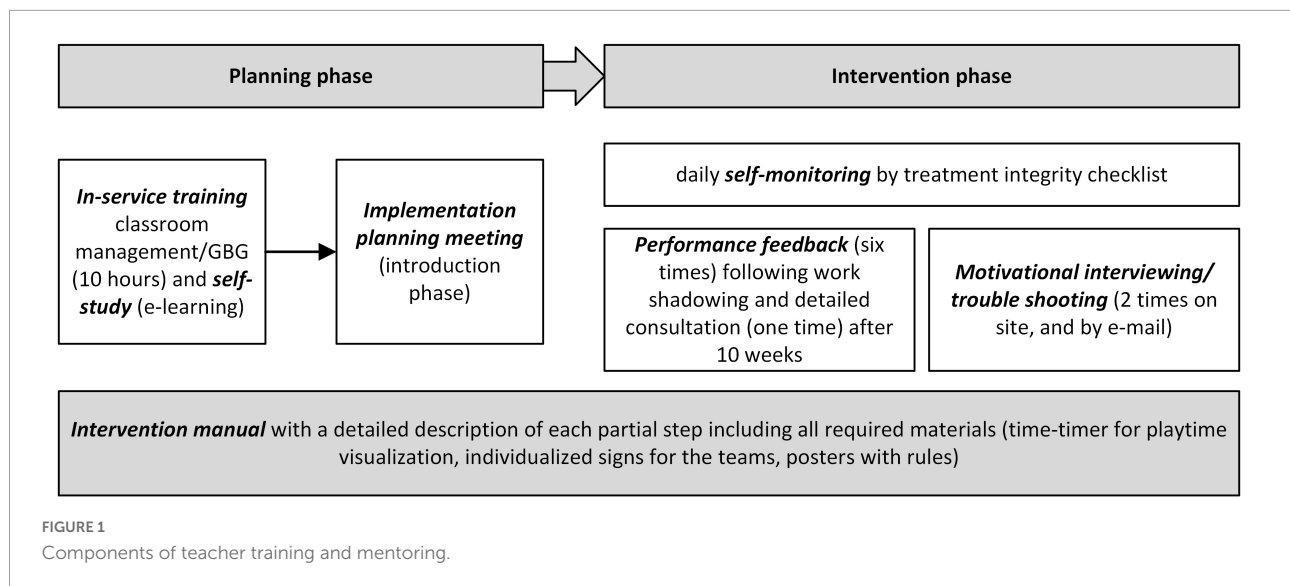 Planning phase
Intervention phase
In-service training
classroom
management/GBG
(10 hours) and self-
study (e-learning)
Implementation
planning meeting
(introduction
phase)
daily self-monitoring by treatment integrity checklist
Performance feedback (six
times) following work
shadowing and detailed
consultation (one time) after
10 weeks
Motivational interviewing/
trouble shooting (2 times on
site, and by e-mail)
Intervention manual with a detailed description of each partial step including all required materials (time-timer for playtime
visualization, individualized signs for the teams, posters with rules)
FIGURE 1
Components of teacher training and mentoring.